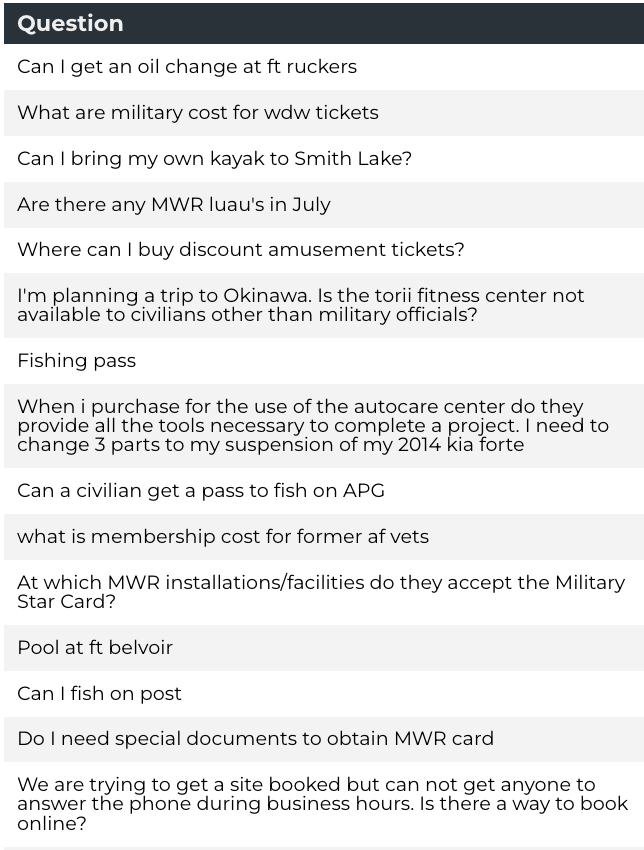 Question
Can I get an oil change at ft ruckers
What are military cost for wdw tickets
Can I bring my own kayak to Smith Lake?
Are there any MWR luau's in July
Where can I buy discount amusement tickets?
I'm planning a trip to Okinawa. Is the torii fitness center not
available to civilians other than military officials?
Fishing pass
When i purchase for the use of the autocare center do they
provide all the tools necessary to complete a project. I need to
change 3 parts to my suspension of my 2014 kia forte
Can a civilian get a pass to fish on APG
what is membership cost for former af vets
At which MWR installations/facilities do they accept the Military
Star Card?
Pool at ft belvoir
Can I fish on post
Do I need special documents to obtain MWR card
We are trying to get a site booked but can not get anyone to
answer the phone during business hours. Is there a way to book
online?